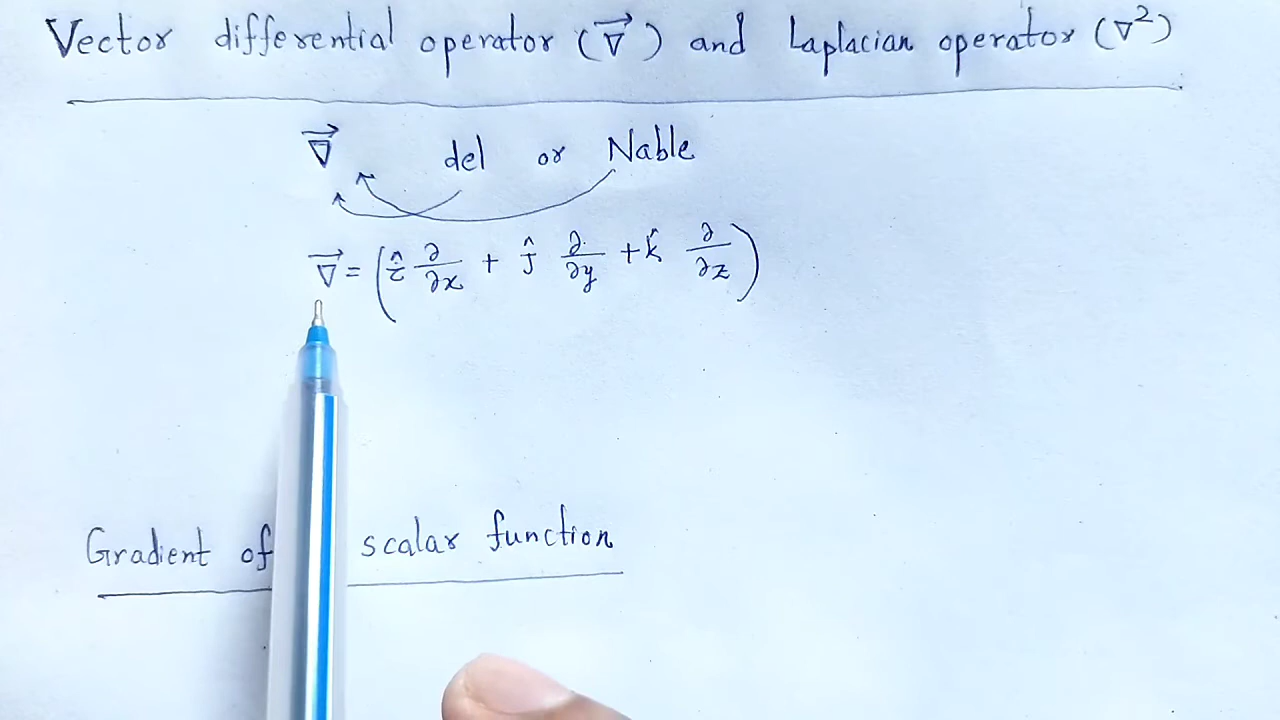 Vector differential operator (∇⃗) and Laplacian operator (∇²)
∇⃗ del or Nable
∇⃗ = (î ∂/∂x + ĵ ∂/∂y + k̂ ∂/∂z)
Gradient of scalar function